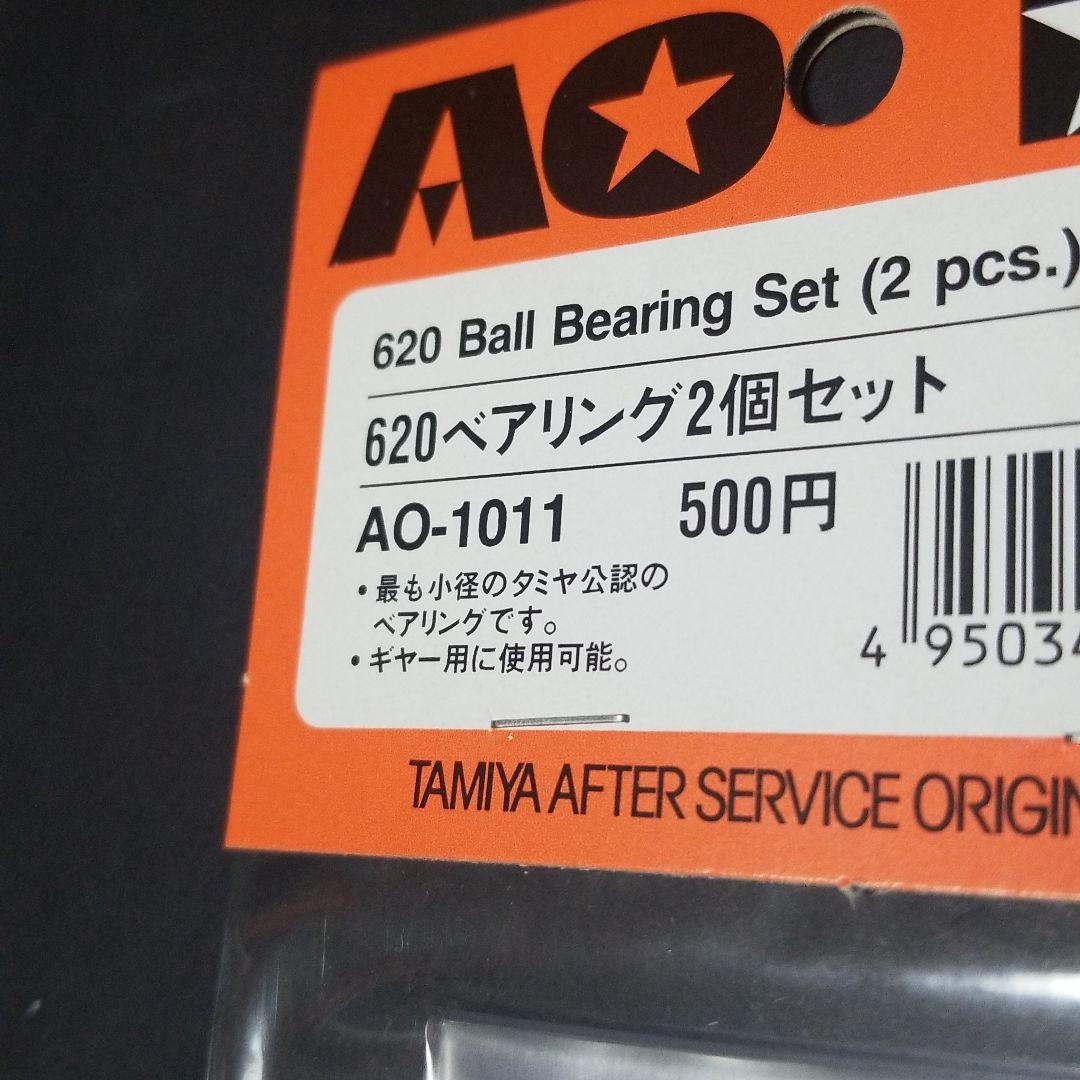 AO
620 Ball Bearing Set (2 pcs.)
620ベアリング2個セット
AO-1011 500円
・最も小径のタミヤ公認の
ベアリングです。
・ギヤー用に使用可能。
4 95034
TAMIYA AFTER SERVICE ORIGIN